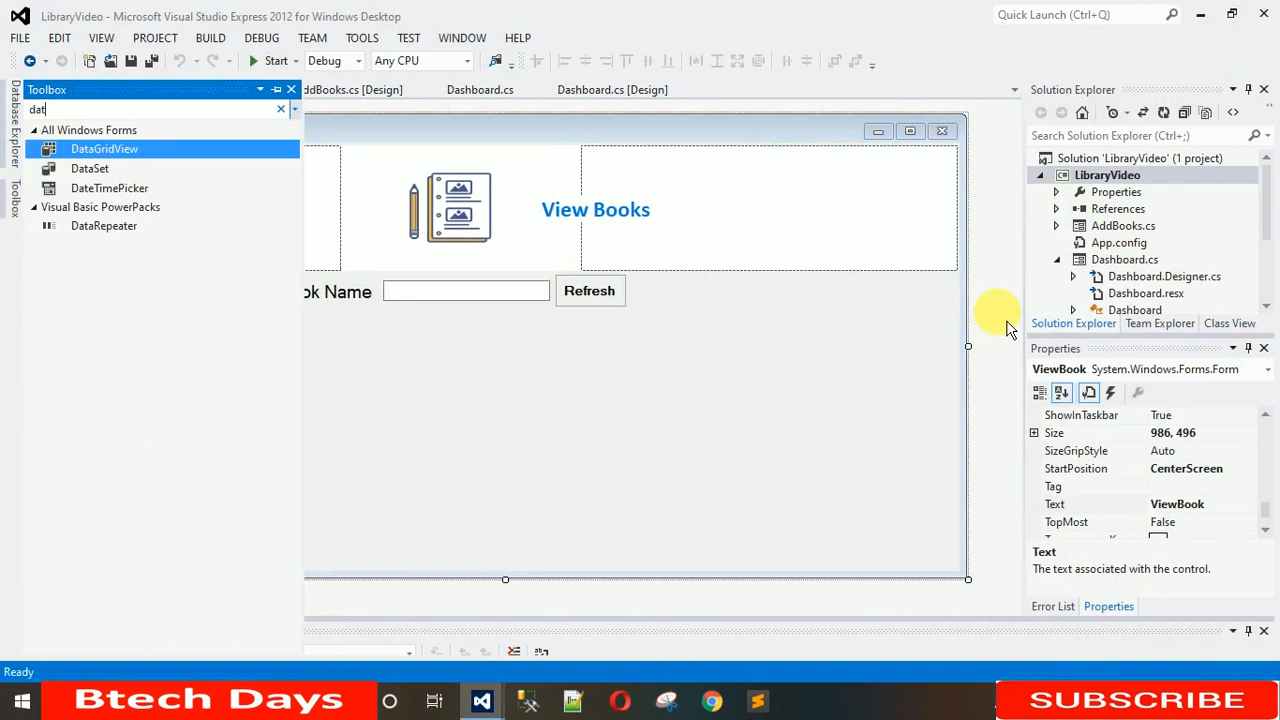 LibraryVideo - Microsoft Visual Studio Express 2012 for Windows Desktop
Quick Launch (Ctrl+Q)
FILE EDIT VIEW PROJECT BUILD DEBUG TEAM TOOLS TEST WINDOW HELP
Start Debug Any CPU
Database Explorer
Toolbox
Toolbox
dat
All Windows Forms
DataGridView
DataSet
DateTimePicker
Visual Basic PowerPacks
DataRepeater
ddBooks.cs [Design] Dashboard.cs Dashboard.cs [Design]
View Books
ok Name
Refresh
Solution Explorer
Search Solution Explorer (Ctrl+;)
Solution 'LibraryVideo' (1 project)
LibraryVideo
Properties
References
AddBooks.cs
App.config
Dashboard.cs
Dashboard.Designer.cs
Dashboard.resx
Dashboard
Solution Explorer Team Explorer Class View
Properties
ViewBook System.Windows.Forms.Form
ShowInTaskbar True
Size 986, 496
SizeGripStyle Auto
StartPosition CenterScreen
Tag
Text ViewBook
TopMost False
Text
The text associated with the control.
Error List Properties
Ready
Btech Days
SUBSCRIBE